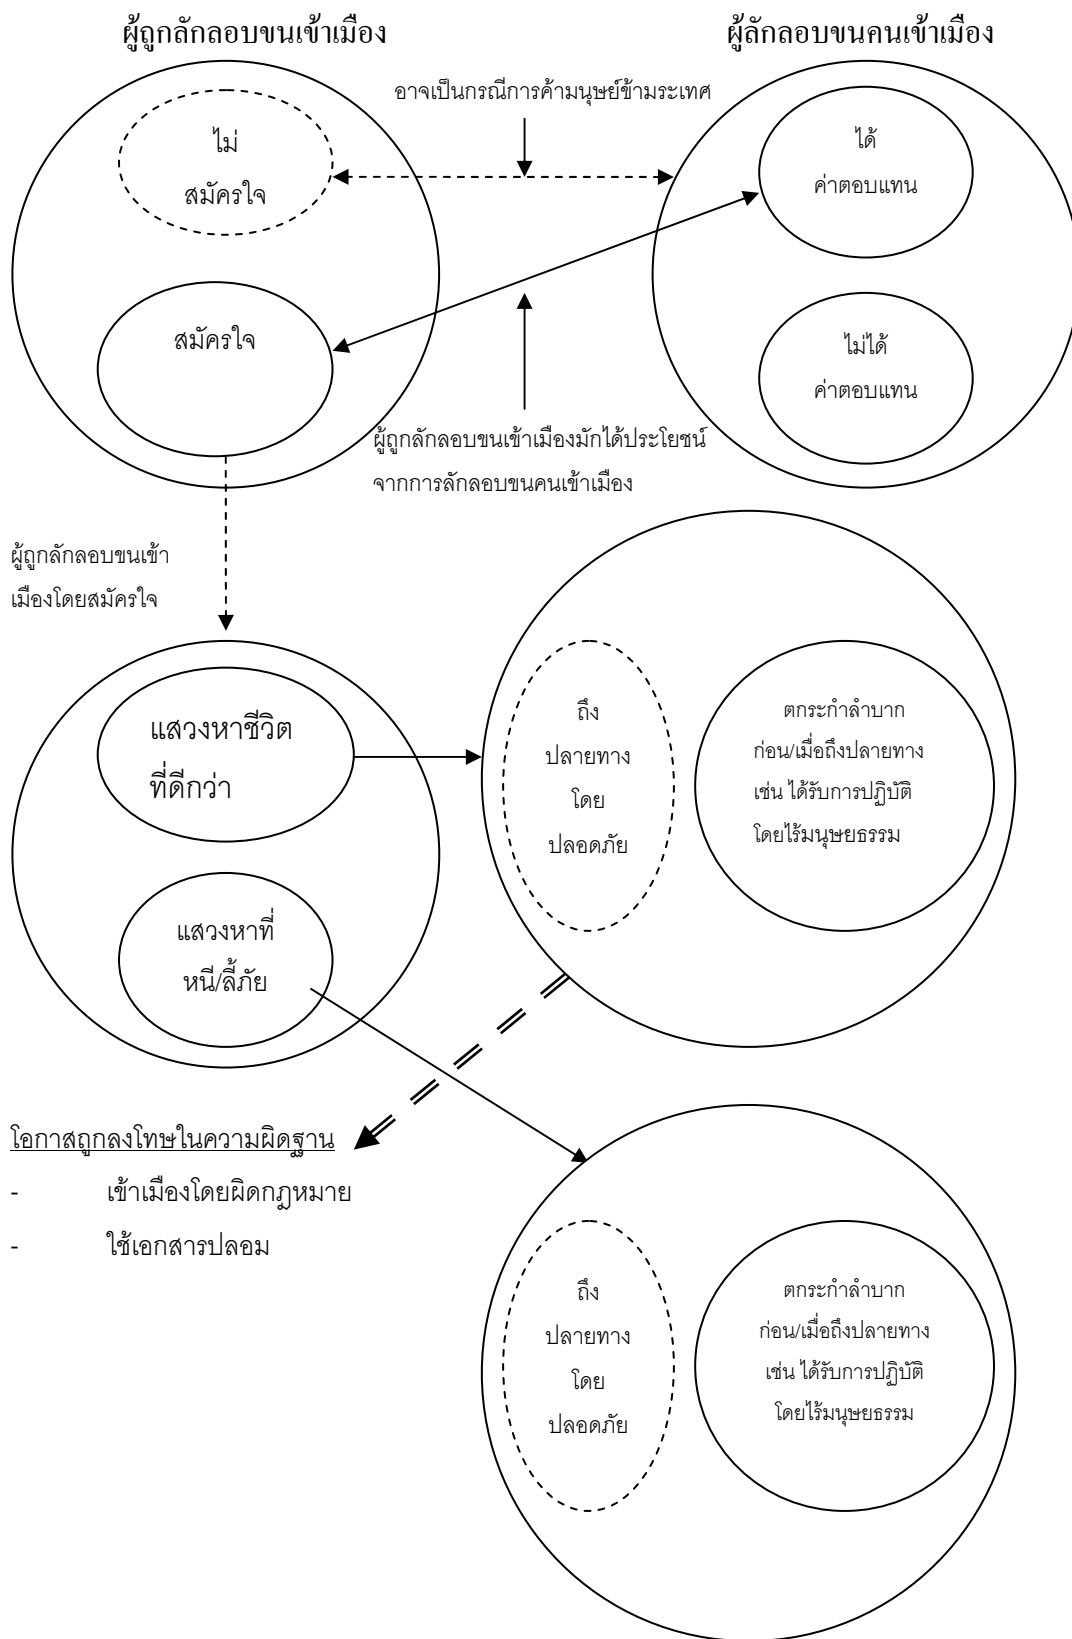 ผู้ถูกลักลอบขนเข้าเมือง
ผู้ลักลอบขนคนเข้าเมือง
อาจเป็นกรณีการค้ามนุษย์ข้ามระเทศ
ไม่
สมัครใจ
ได้
ค่าตอบแทน
สมัครใจ
ไม่ได้
ค่าตอบแทน
ผู้ถูกลักลอบขนเข้าเมืองมักได้ประโยชน์
จากการลักลอบขนคนเข้าเมือง
ผู้ถูกลักลอบขนเข้า
เมืองโดยสมัครใจ
แสวงหาชีวิต
ที่ดีกว่า
ถึง
ปลายทาง
โดย
ปลอดภัย
ตกระกำลำบาก
ก่อน/เมื่อถึงปลายทาง
เช่น ได้รับการปฏิบัติ
โดยไร้มนุษยธรรม
แสวงหาที่
หนี/ลี้ภัย
โอกาสถูกลงโทษในความผิดฐาน
- เข้าเมืองโดยผิดกฎหมาย
- ใช้เอกสารปลอม
ถึง
ปลายทาง
โดย
ปลอดภัย
ตกระกำลำบาก
ก่อน/เมื่อถึงปลายทาง
เช่น ได้รับการปฏิบัติ
โดยไร้มนุษยธรรม